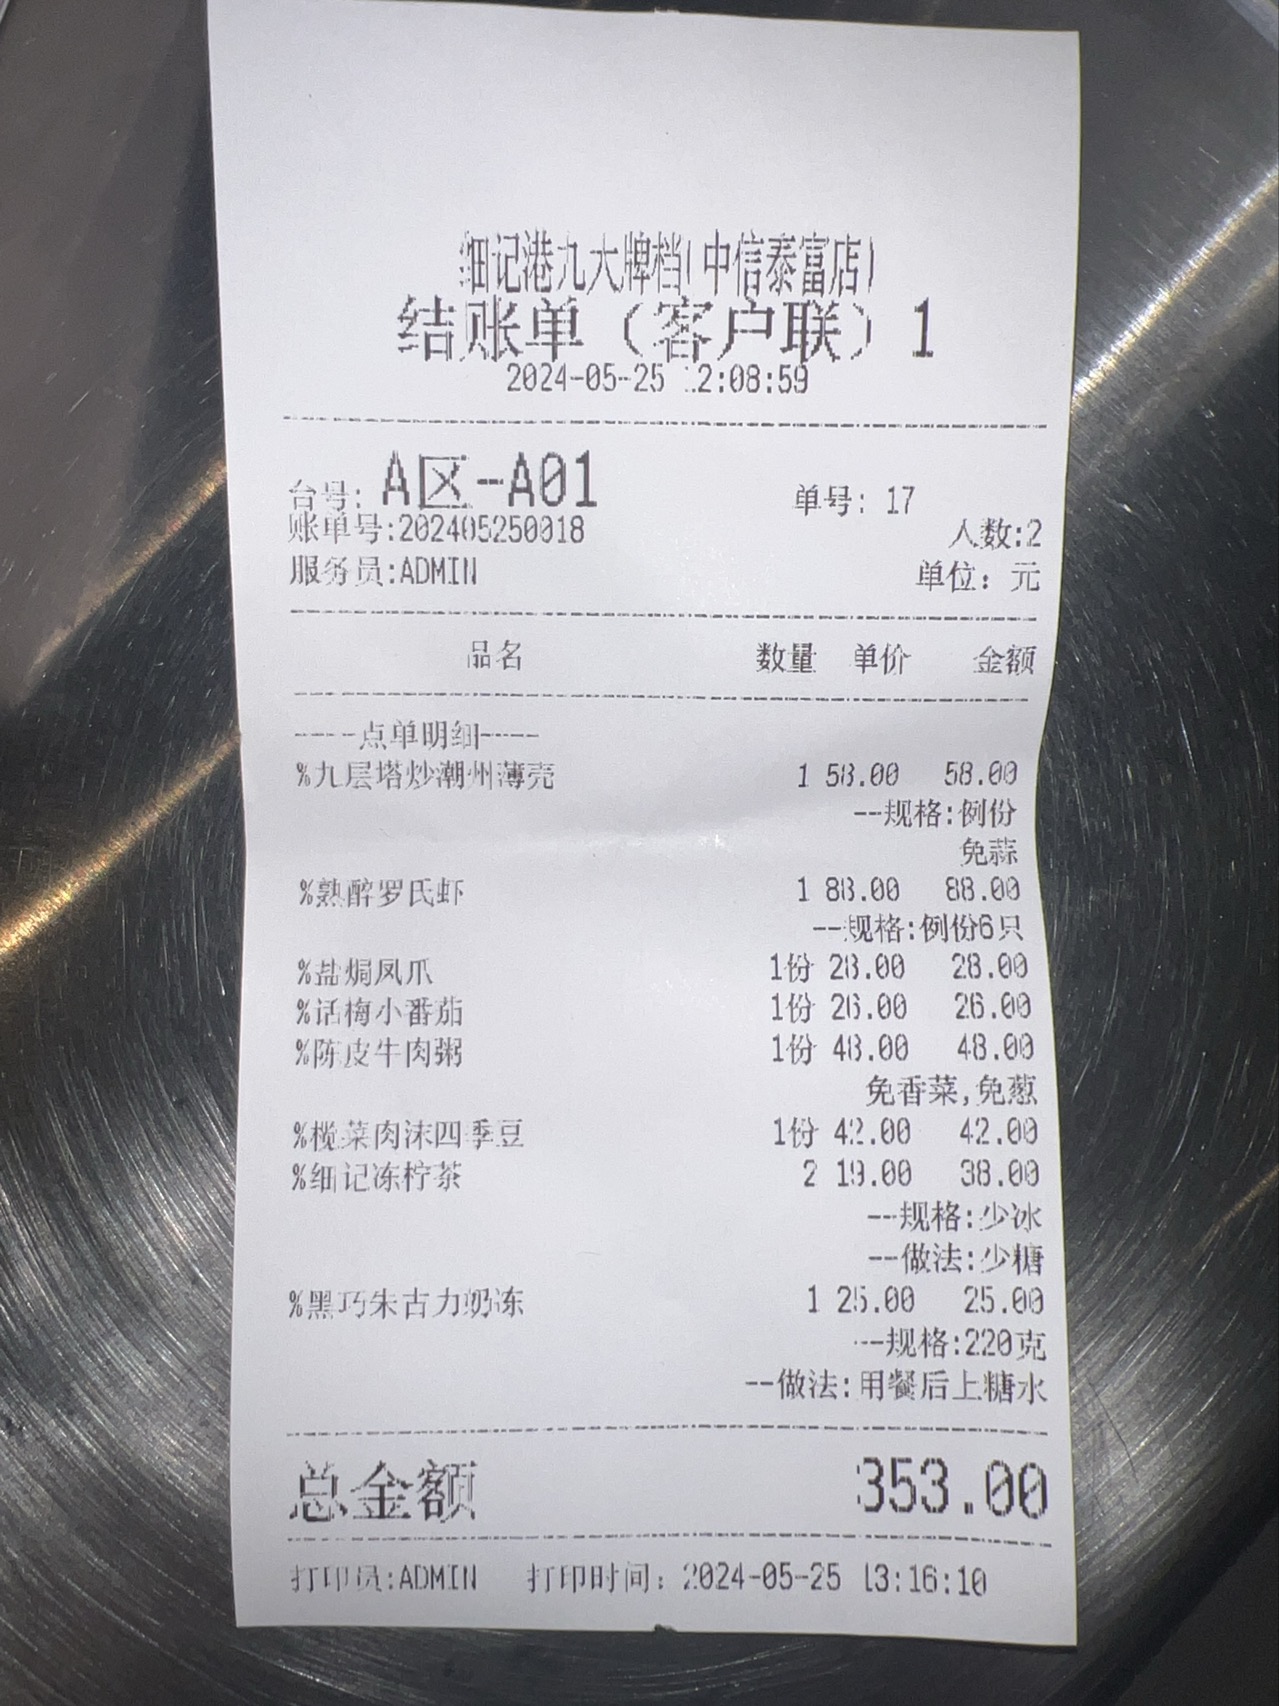 细记港九大牌档(中信泰富店)
结账单（客户联）1
2024-05-25 12:08:59
台号: A区-A01 单号: 17
账单号:202405250018 人数:2
服务员:ADMIN 单位: 元
品名 数量 单价 金额
----点单明细----
%九层塔炒潮州薄壳 1 58.00 58.00
--规格:例份
免蒜
%熟醉罗氏虾 1 88.00 88.00
--规格:例份6只
%盐焗凤爪 1份 28.00 28.00
%话梅小番茄 1份 26.00 26.00
%陈皮牛肉粥 1份 48.00 48.00
免香菜,免葱
%榄菜肉沫四季豆 1份 42.00 42.00
%细记冻柠茶 2 19.00 38.00
--规格:少冰
--做法:少糖
%黑巧朱古力奶冻 1 25.00 25.00
--规格:220克
--做法:用餐后上糖水
总金额 353.00
打印员:ADMIN 打印时间: 2024-05-25 13:16:10